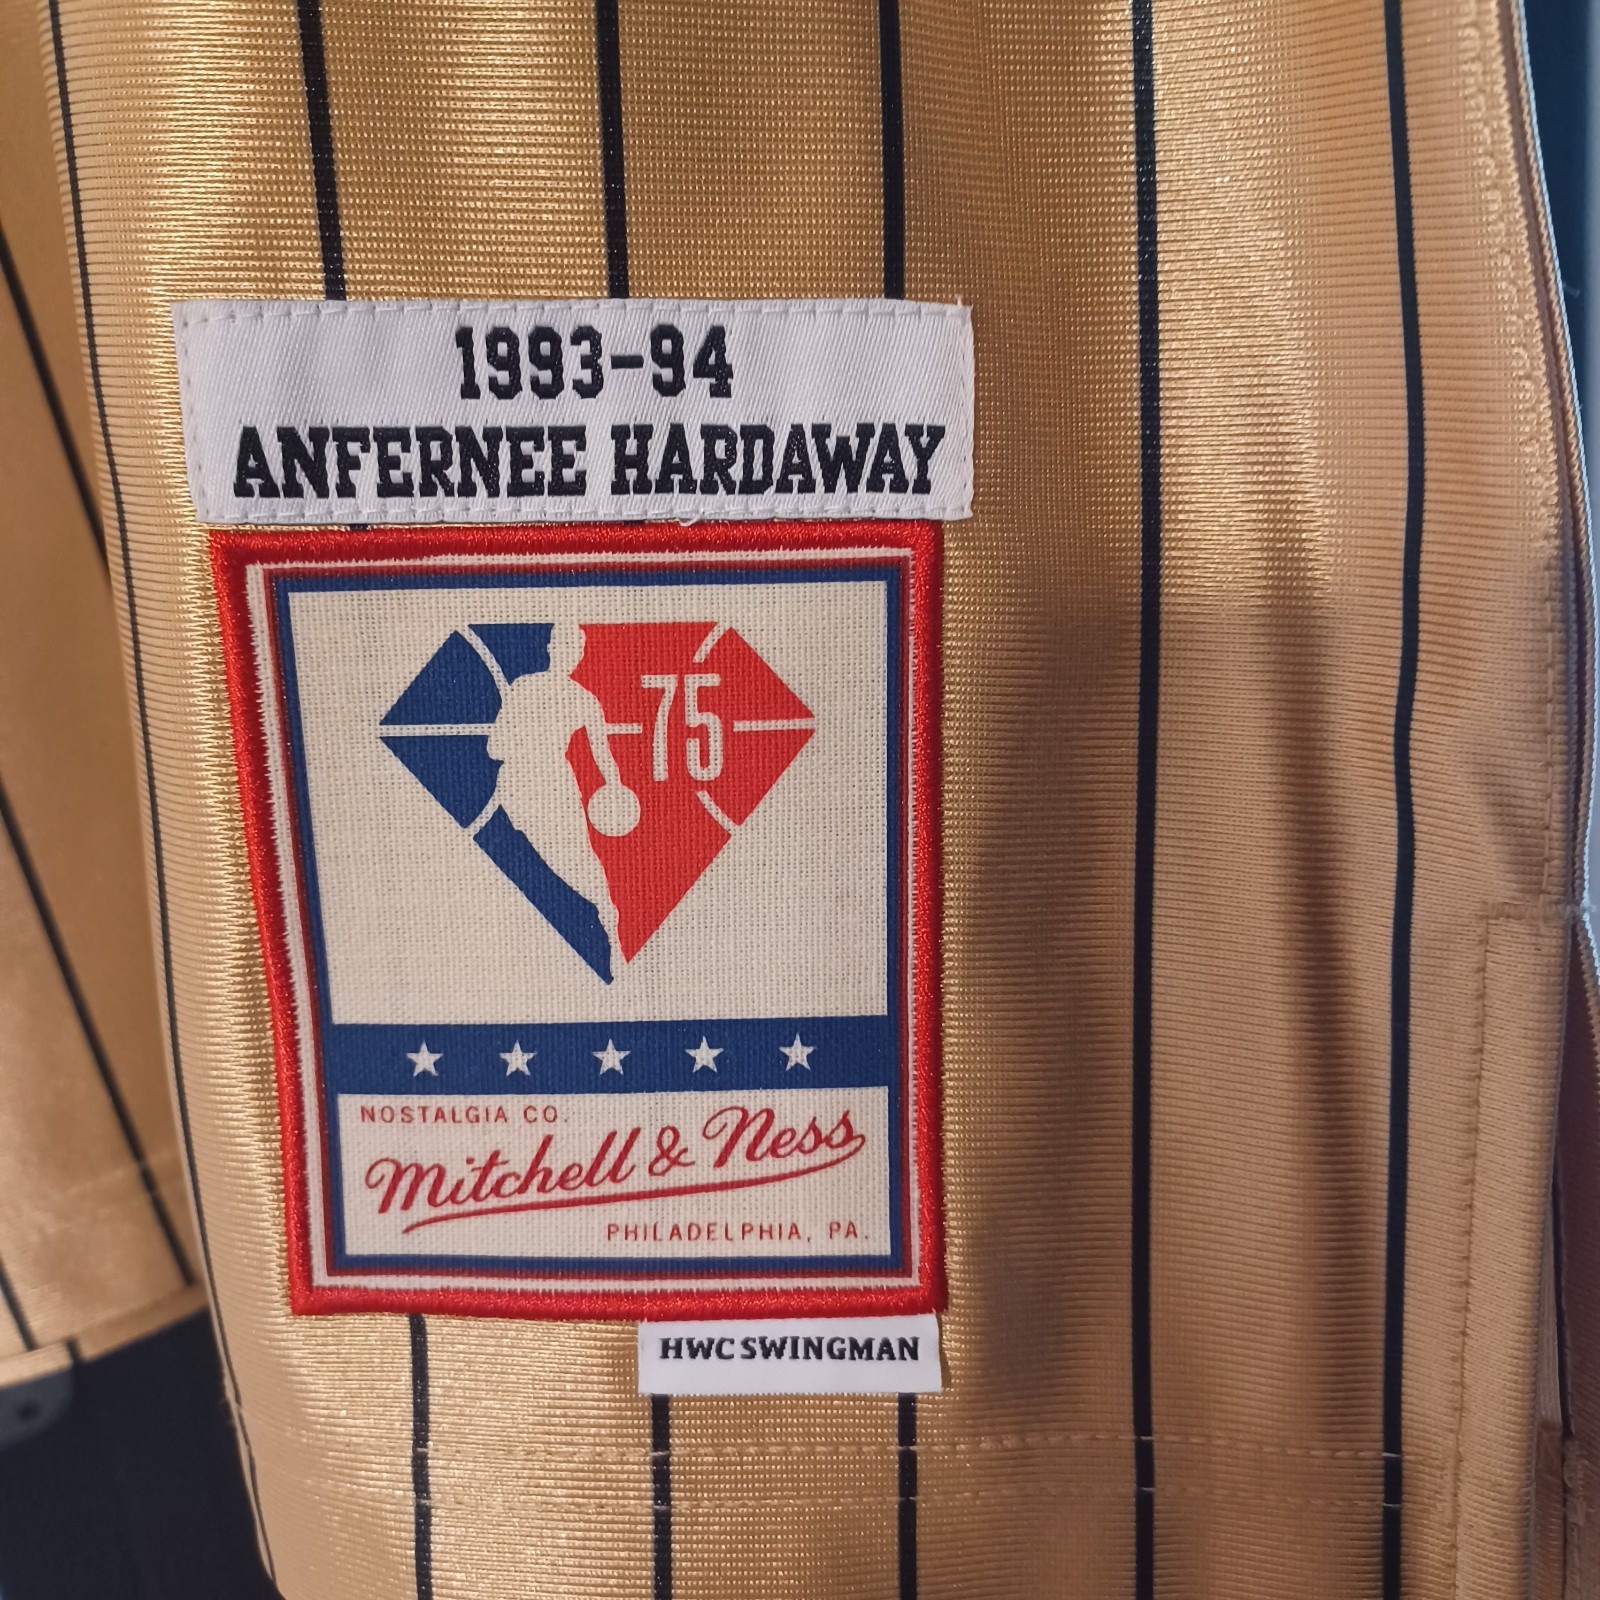 1993-94
ANFERNEE HARDAWAY
75
NOSTALGIA CO.
Mitchell & Ness
PHILADELPHIA, PA.
HWC SWINGMAN